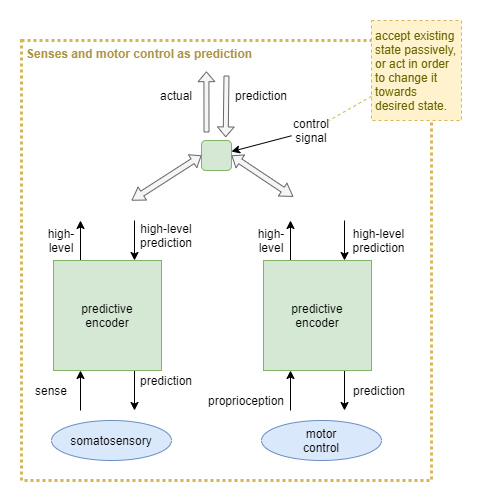 accept existing
state passively,
or act in order
to change it
towards
desired state.
Senses and motor control as prediction
actual
prediction
control
signal
high-
level
high-level
prediction
high-
level
high-level
prediction
predictive
encoder
predictive
encoder
sense
prediction
proprioception
prediction
somatosensory
motor
control